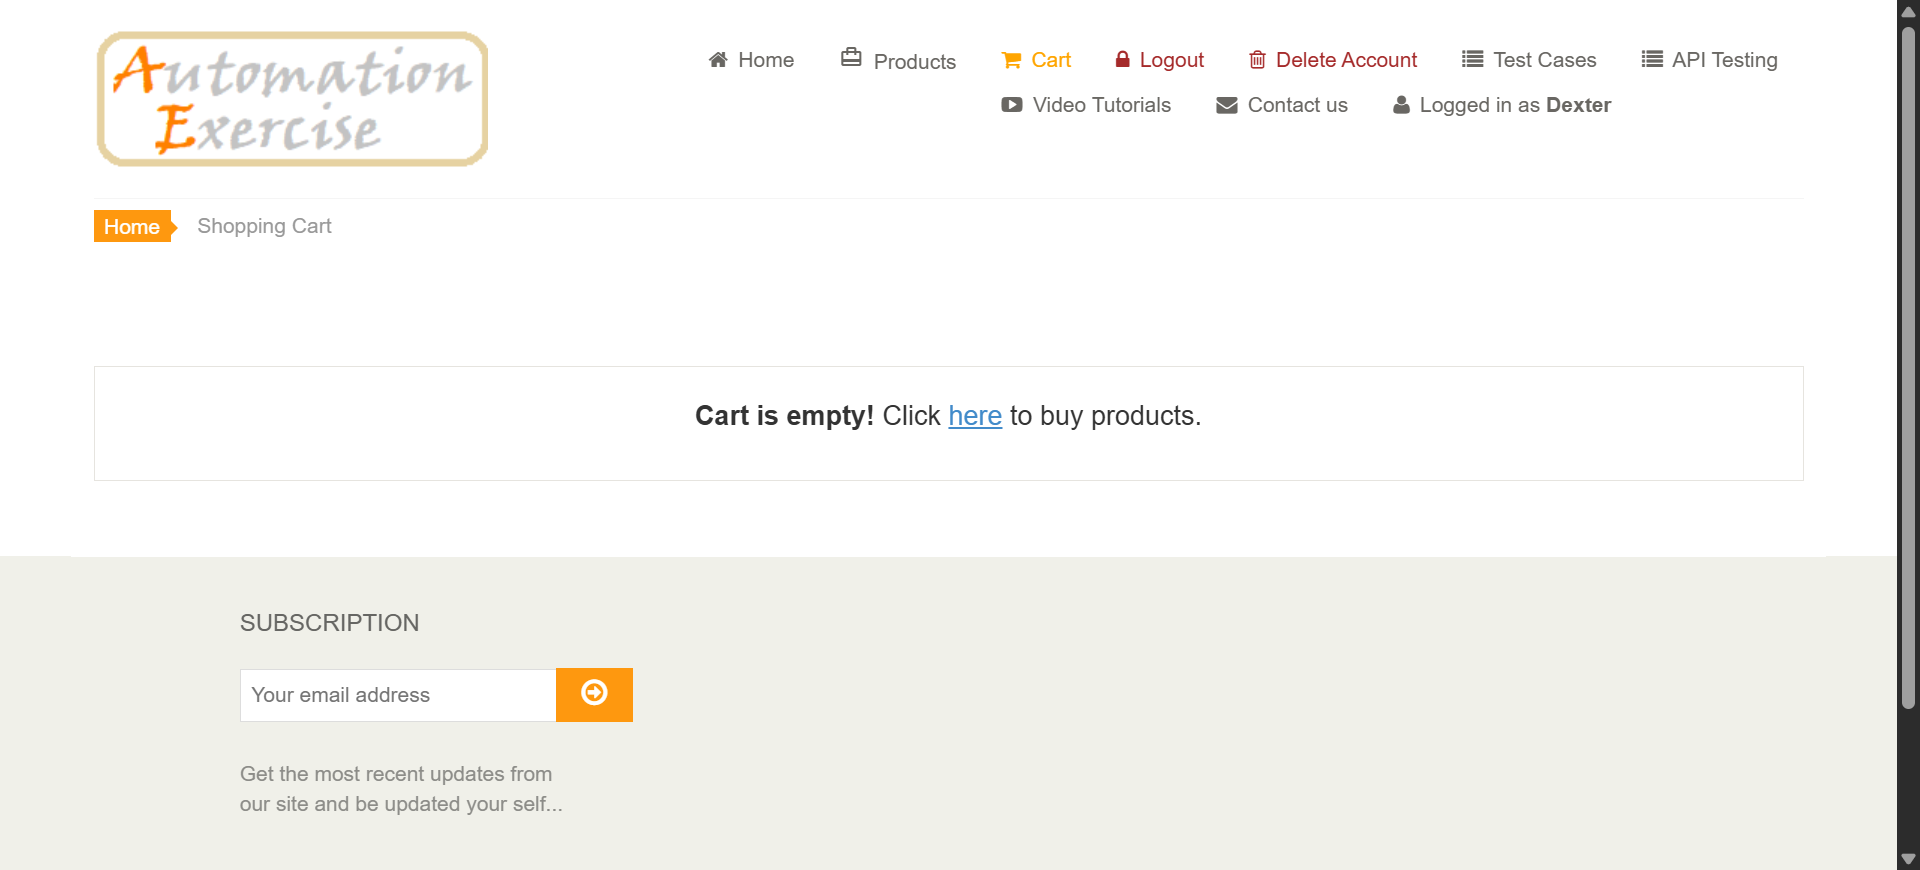 Automation
Exercise
Home
Products
Cart
Logout
Delete Account
Test Cases
API Testing
Video Tutorials
Contact us
Logged in as Dexter
Home
Shopping Cart
Cart is empty! Click here to buy products.
SUBSCRIPTION
Your email address
Get the most recent updates from
our site and be updated your self...